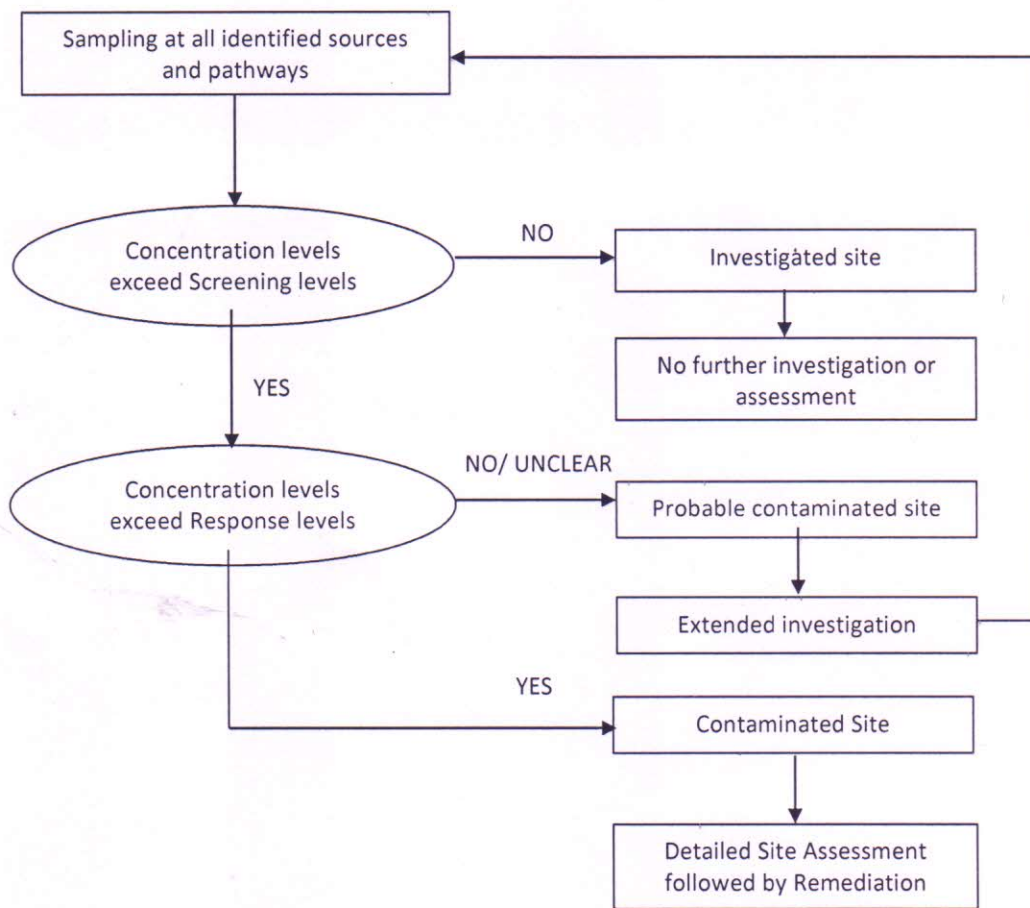 Sampling at all identified sources
and pathways
Concentration levels
exceed Screening levels
NO
Investigated site
No further investigation or
assessment
YES
Concentration levels
exceed Response levels
NO/ UNCLEAR
Probable contaminated site
Extended investigation
YES
Contaminated Site
Detailed Site Assessment
followed by Remediation